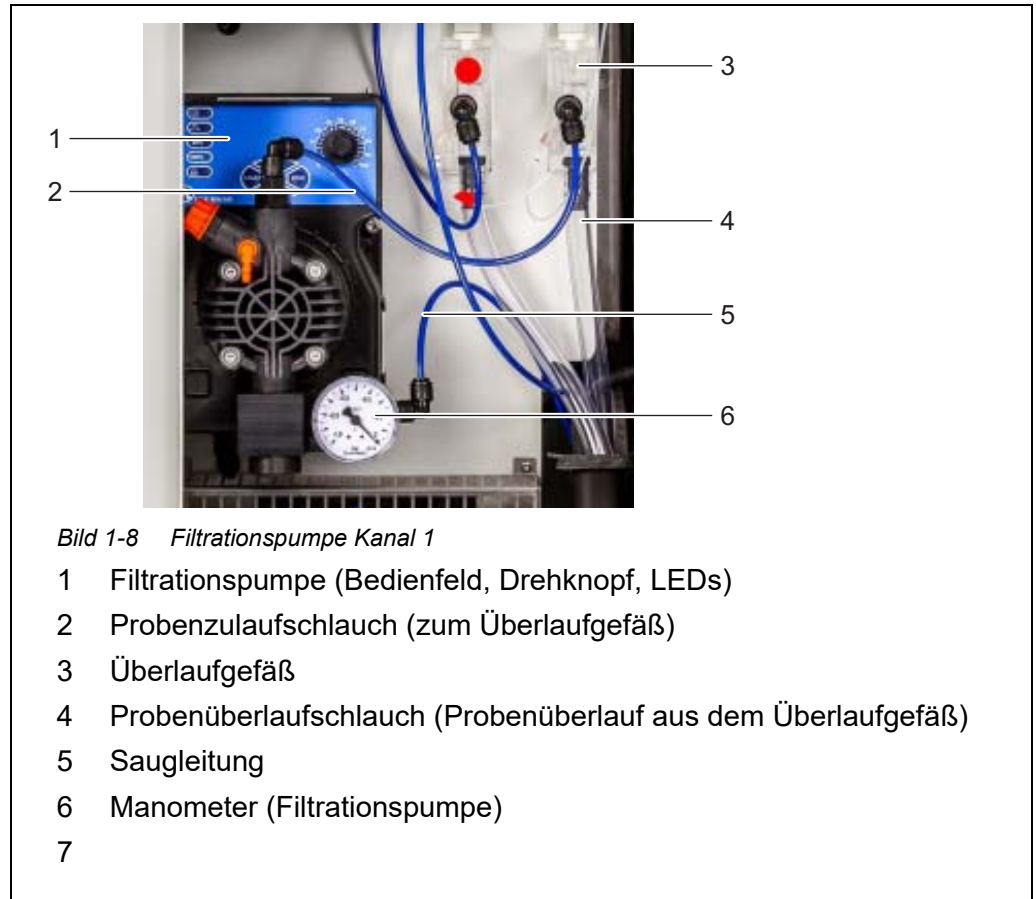 1
2
3
4
5
6
Bild 1-8 Filtrationspumpe Kanal 1
1 Filtrationspumpe (Bedienfeld, Drehknopf, LEDs)
2 Probenzulaufschlauch (zum Überlaufgefäß)
3 Überlaufgefäß
4 Probenüberlaufschlauch (Probenüberlauf aus dem Überlaufgefäß)
5 Saugleitung
6 Manometer (Filtrationspumpe)
7